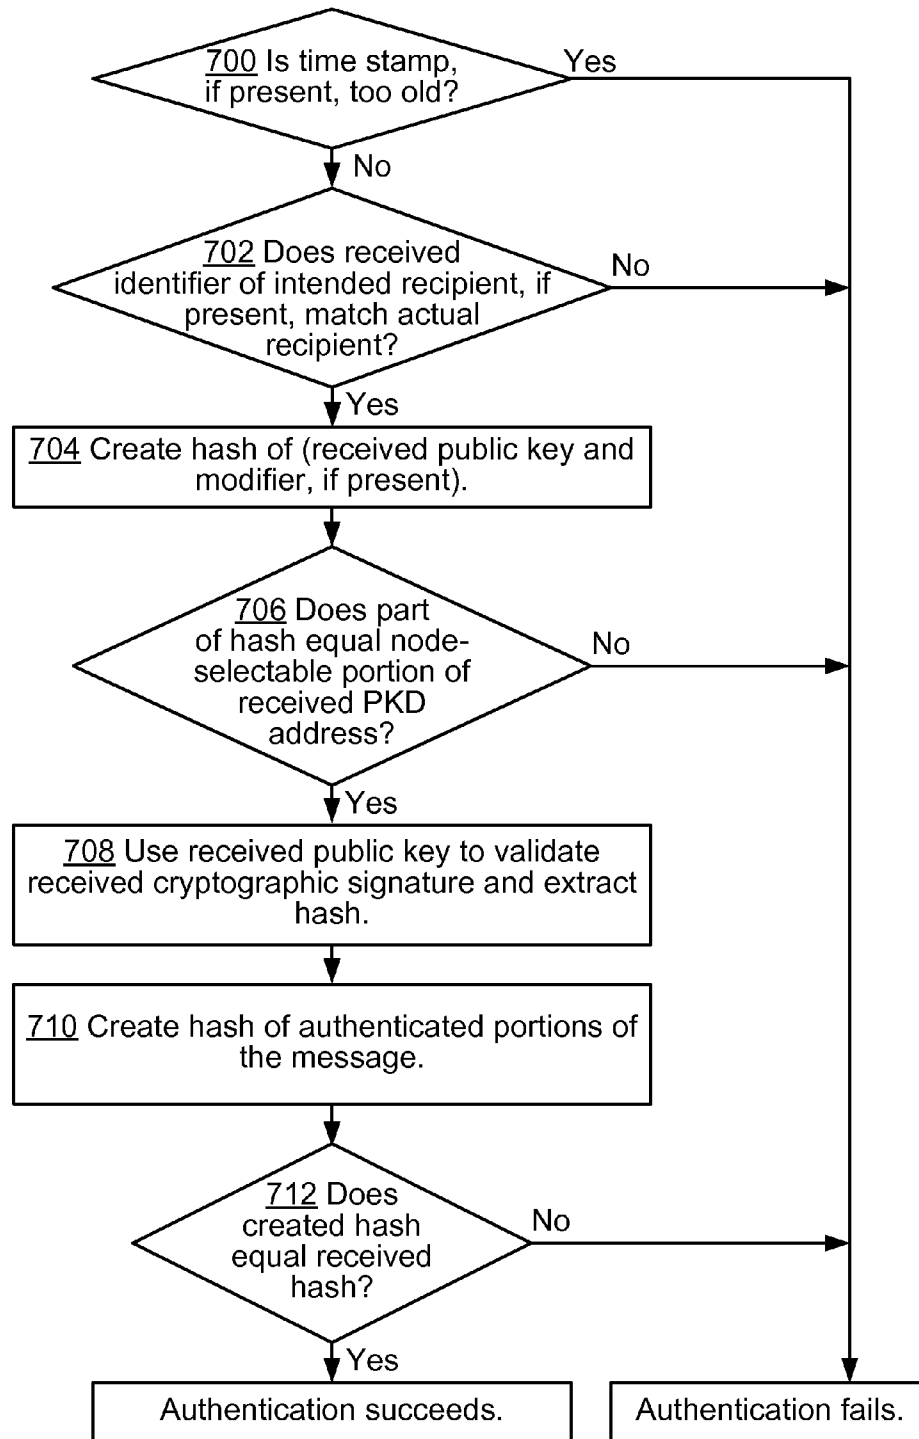 700 Is time stamp,
if present, too old?
Yes
No
702 Does received
identifier of intended recipient, if
present, match actual
recipient?
No
Yes
704 Create hash of (received public key and
modifier, if present).
706 Does part
of hash equal node-
selectable portion of
received PKD
address?
No
Yes
708 Use received public key to validate
received cryptographic signature and extract
hash.
710 Create hash of authenticated portions of
the message.
712 Does
created hash
equal received
hash?
No
Yes
Authentication succeeds.
Authentication fails.